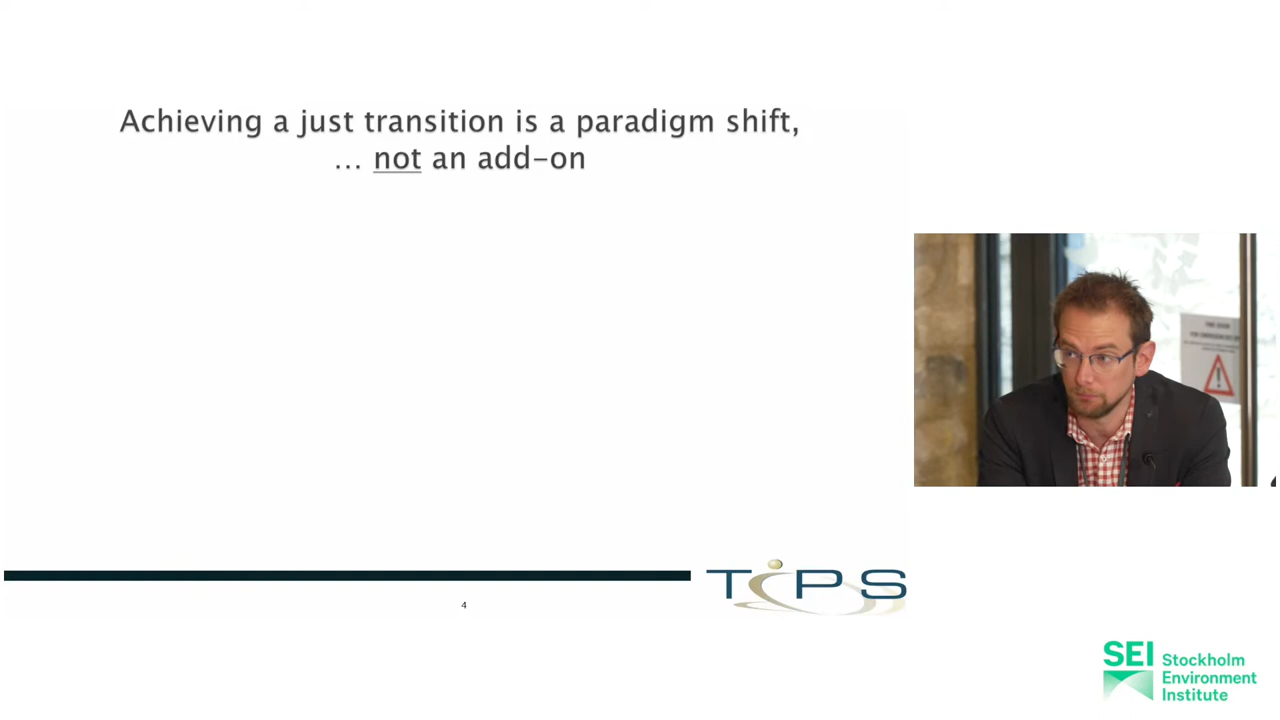 Achieving a just transition is a paradigm shift,
… not an add-on
TIPS
4
SEI Stockholm
Environment
Institute